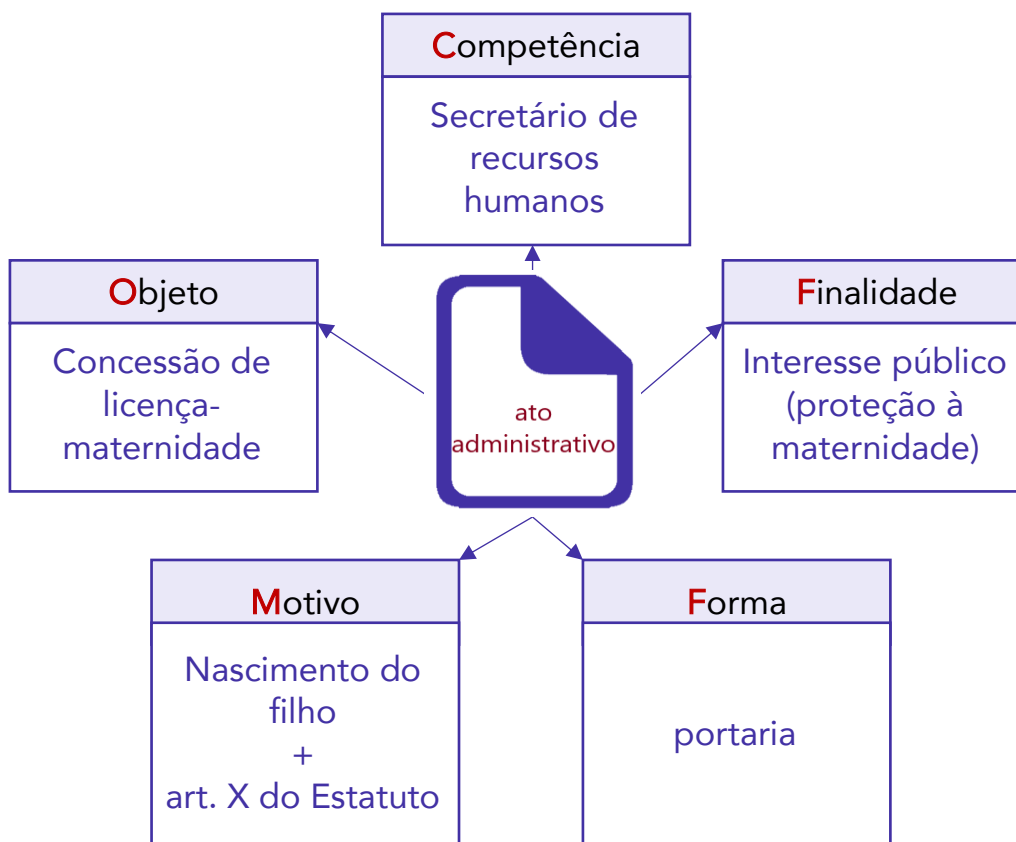 Competência
Secretário de
recursos
humanos
Objeto
Concessão de
licença-
maternidade
ato
administrativo
Finalidade
Interesse público
(proteção à
maternidade)
Motivo
Nascimento do
filho
+
art. X do Estatuto
Forma
portaria